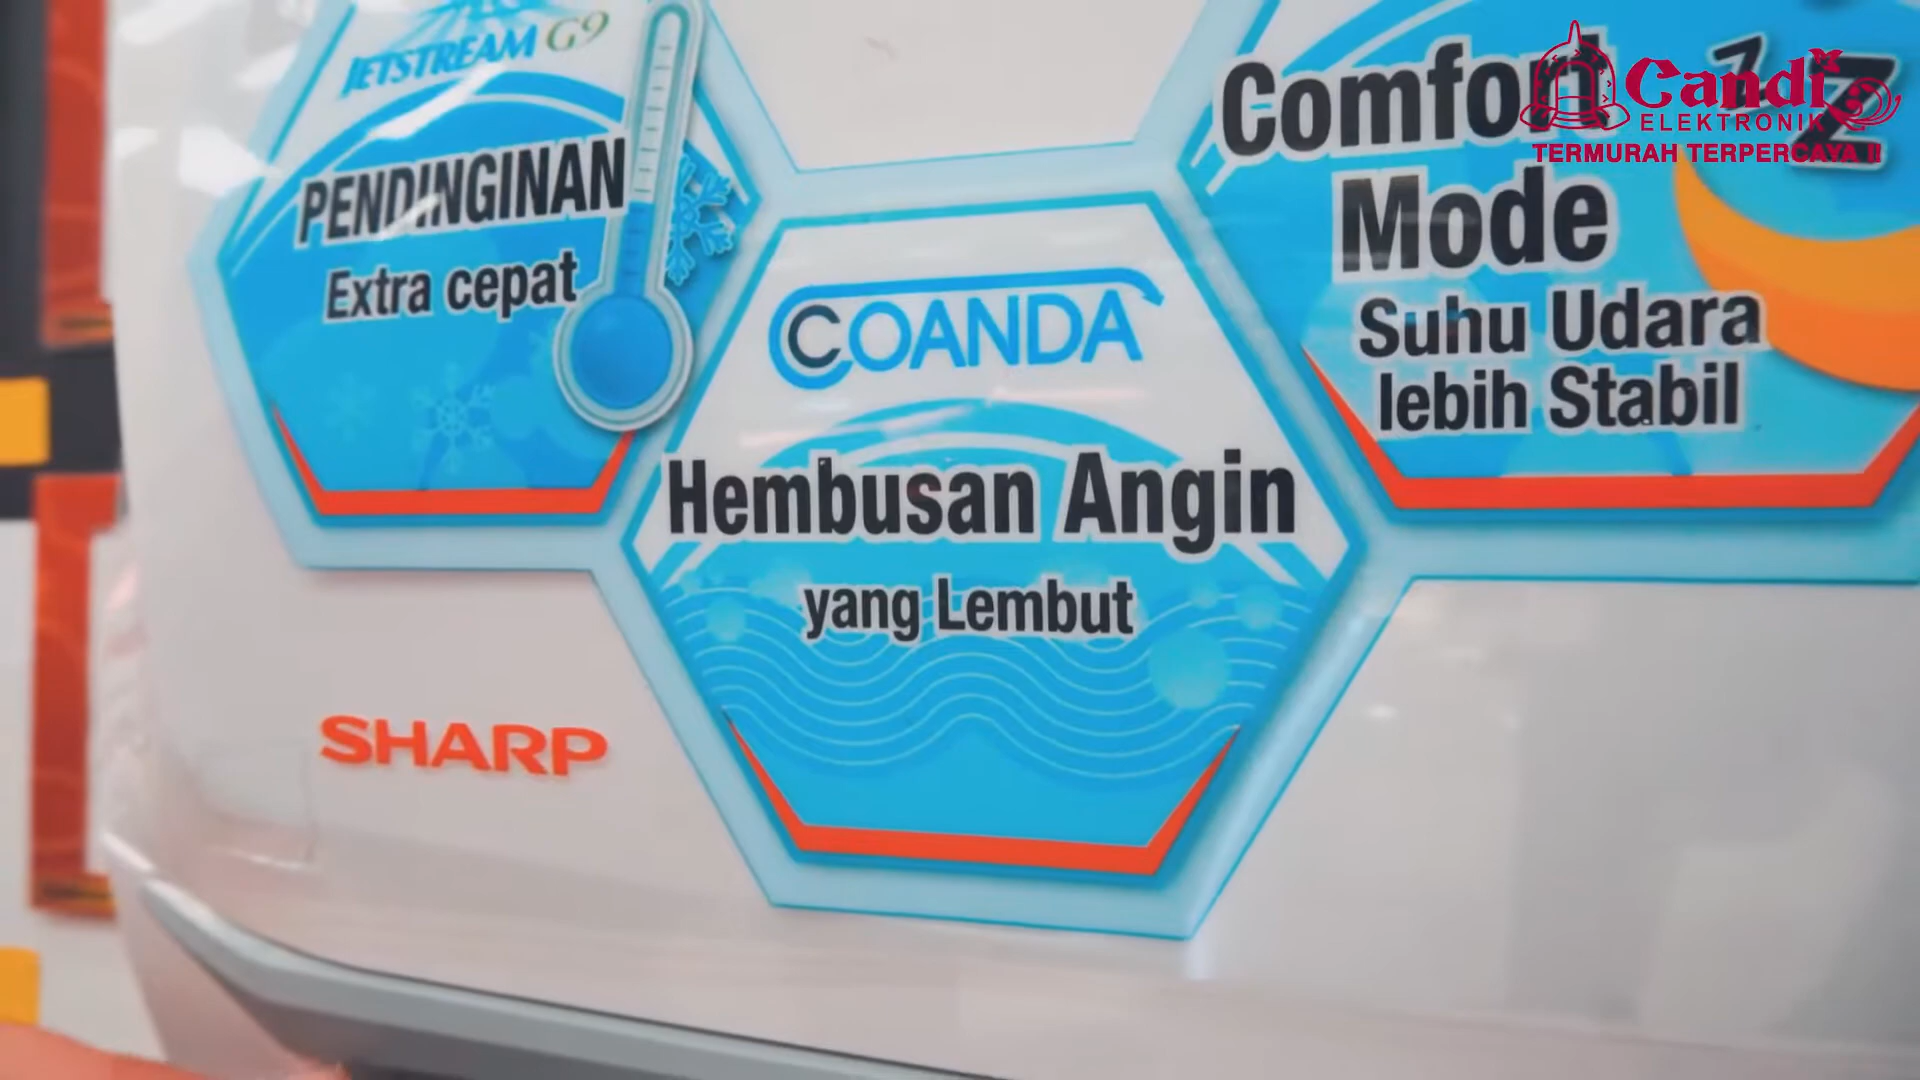 JETSTREAM G9
PENDINGINAN
Extra cepat
COANDA
Hembusan Angin
yang Lembut
Comfort
Mode
Suhu Udara
lebih Stabil
z Z
SHARP
Candi
ELEKTRONIK
TERMURAH TERPERCAYA !!